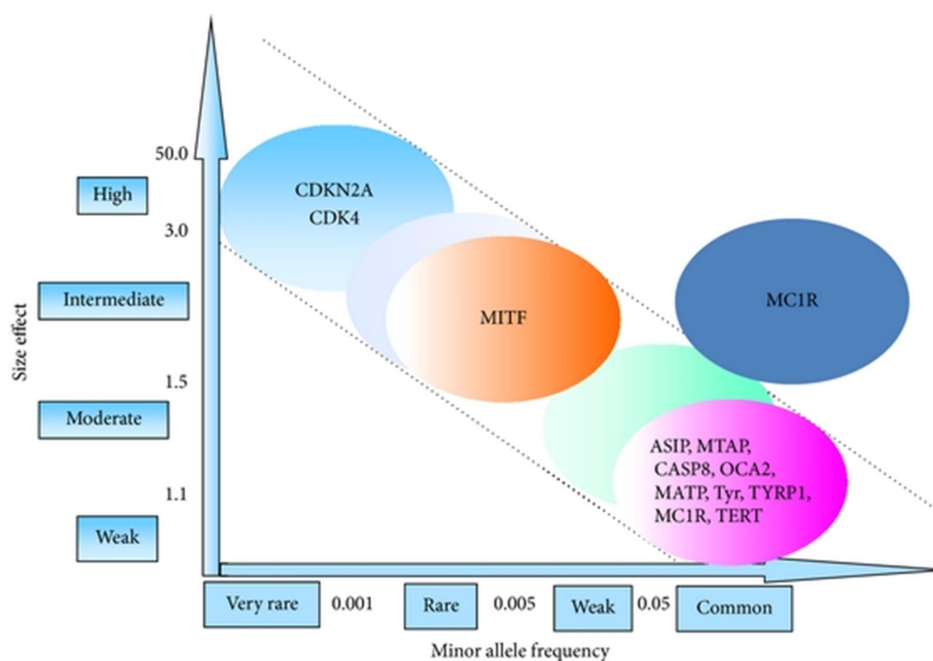 50.0
High
CDKN2A
CDK4
3.0
Intermediate
MITF
MC1R
Size effect
1.5
Moderate
ASIP, MTAP,
CASP8, OCA2,
MATP, Tyr, TYRP1,
MC1R, TERT
1.1
Weak
Very rare
0.001
Rare
0.005
Weak
0.05
Common
Minor allele frequency